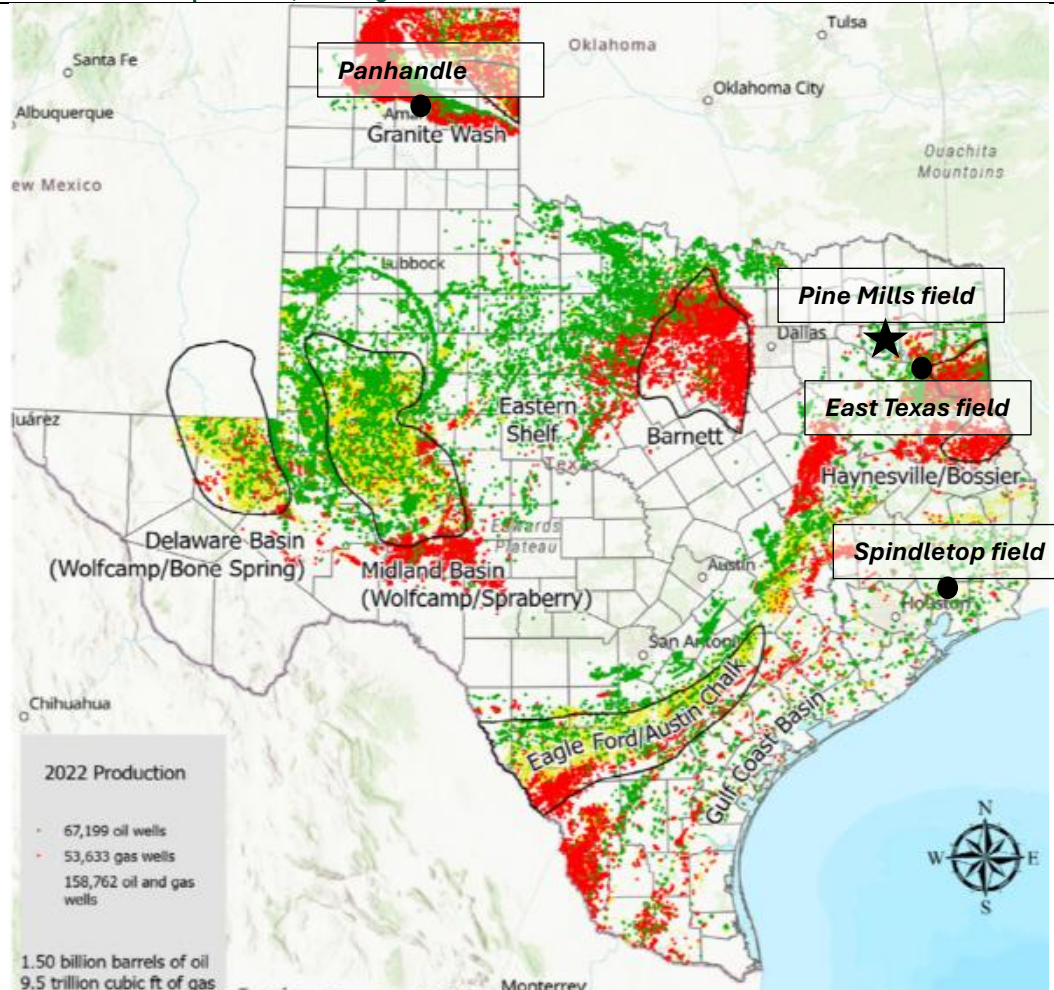 Tulsa
Oklahoma
Santa Fe
Panhandle
Oklahoma City
Albuquerque
Ama
Granite Wash
Ouachita
Mountains
ew Mexico
Lubbock
Pine Mills field
Dallas
Juárez
Eastern
Shelf
East Texas field
Barnett
Texas
Haynesville/Bossier
Edwards
Plateau
Delaware Basin
(Wolfcamp/Bone Spring)
Midland Basin
(Wolfcamp/Spraberry)
Spindletop field
Austin
Houston
San Antoni
Eagle Ford/Austin Chalk
Gulf Coast Basin
Chihuahua
2022 Production
67,199 oil wells
53,633 gas wells
158,762 oil and gas
wells
1.50 billion barrels of oil
9.5 trillion cubic ft of gas
N
W
E
S
Monterrey